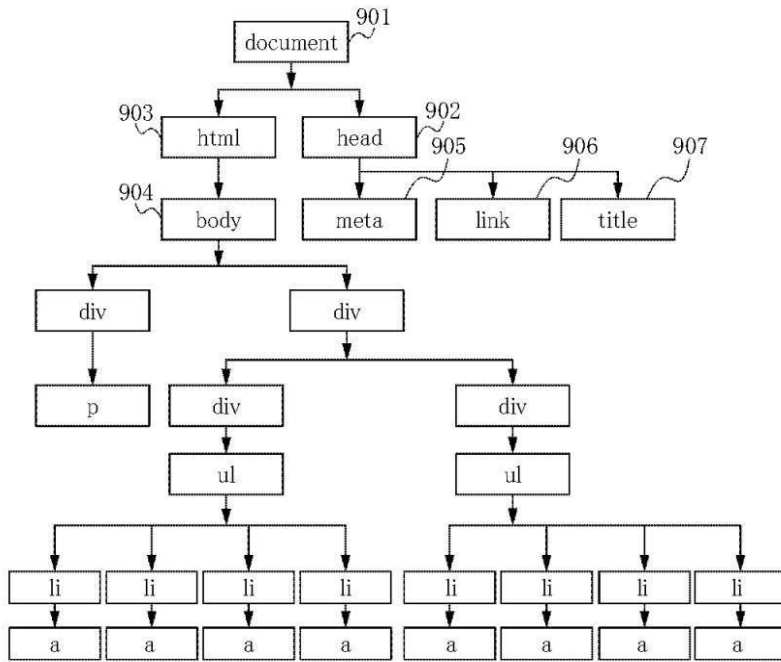 901
document
903
902
html
head
905
906
907
904
body
meta
link
title
div
div
p
div
div
ul
ul
li li li li li li li li
a a a a a a a a